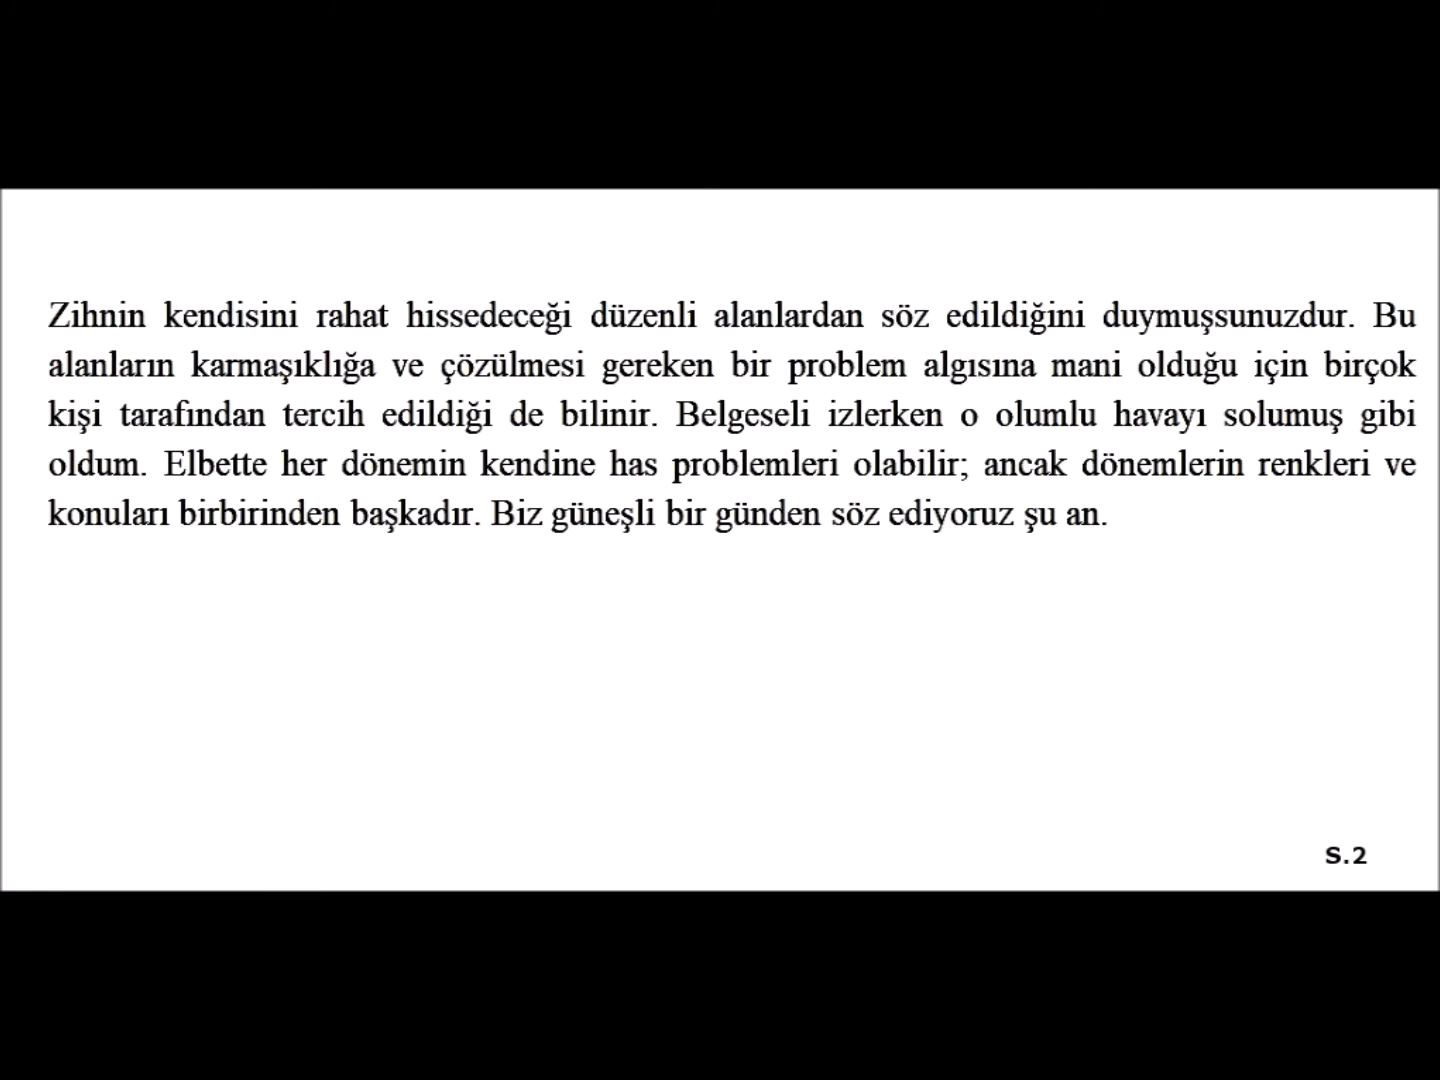 Zihnin kendisini rahat hissedeceği düzenli alanlardan söz edildiğini duymuşsunuzdur. Bu
alanların karmaşıklığa ve çözülmesi gereken bir problem algısına mani olduğu için birçok
kişi tarafından tercih edildiği de bilinir. Belgeseli izlerken o olumlu havayı solumuş gibi
oldum. Elbette her dönemin kendine has problemleri olabilir; ancak dönemlerin renkleri ve
konuları birbirinden başkadır. Biz güneşli bir günden söz ediyoruz şu an.
S.2